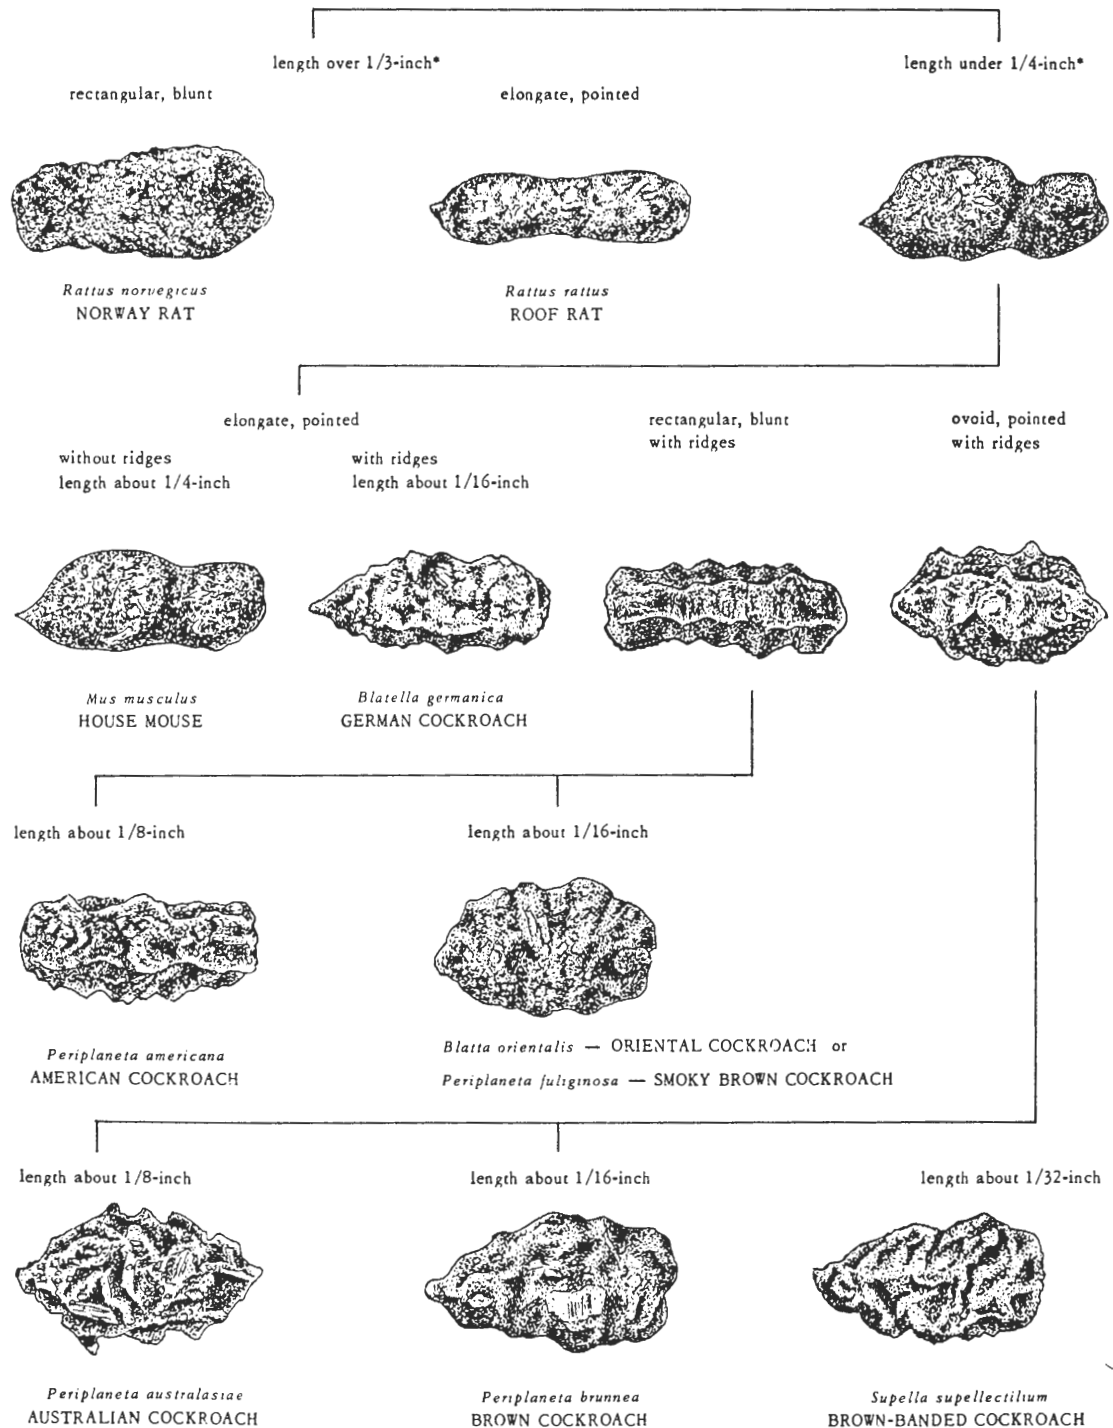 length over 1/3-inch*
length under 1/4-inch*
rectangular, blunt
elongate, pointed
Rattus norvegicus
NORWAY RAT
Rattus rattus
ROOF RAT
elongate, pointed
rectangular, blunt
with ridges
ovoid, pointed
with ridges
without ridges
length about 1/4-inch
with ridges
length about 1/16-inch
Mus musculus
HOUSE MOUSE
Blatella germanica
GERMAN COCKROACH
length about 1/8-inch
length about 1/16-inch
Periplaneta americana
AMERICAN COCKROACH
Blatta orientalis — ORIENTAL COCKROACH or
Periplaneta fuliginosa — SMOKY BROWN COCKROACH
length about 1/8-inch
length about 1/16-inch
length about 1/32-inch
Periplaneta australasiae
AUSTRALIAN COCKROACH
Periplaneta brunnea
BROWN COCKROACH
Supella supellectilium
BROWN-BANDED COCKROACH